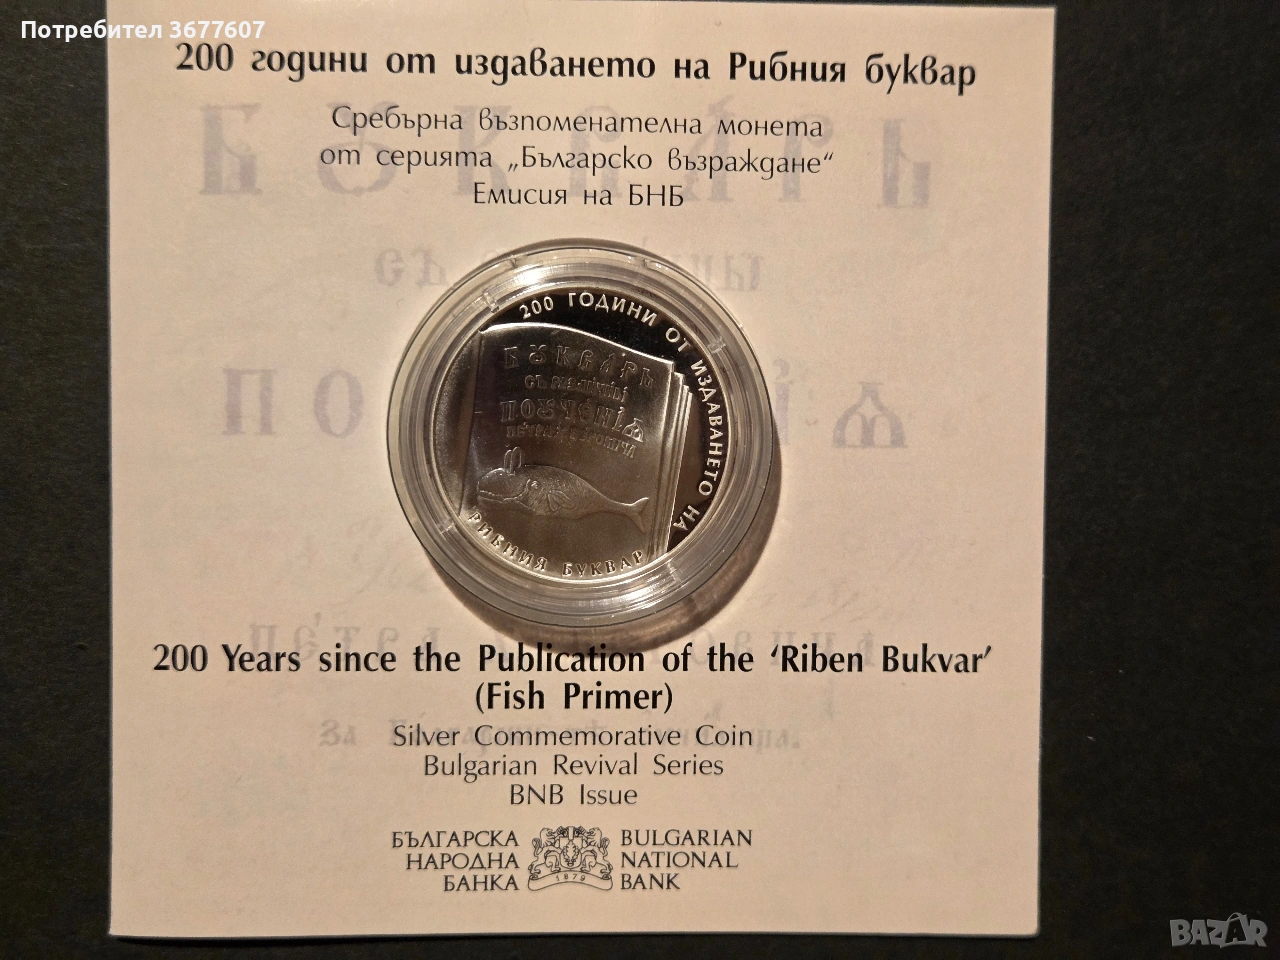 Потребител 3677607
200 години от издаването на Рибния буквар
Сребърна възпоменателна монета
от серията „Българско възраждане“
Емисия на БНБ
200 ГОДИНИ ОТ ИЗДАВАНЕТО НА
РИБНИЯ БУКВАР
200 Years since the Publication of the ‘Riben Bukvar’
(Fish Primer)
Silver Commemorative Coin
Bulgarian Revival Series
BNB Issue
БЪЛГАРСКА
НАРОДНА
БАНКА
1879
BULGARIAN
NATIONAL
BANK
BAZAR